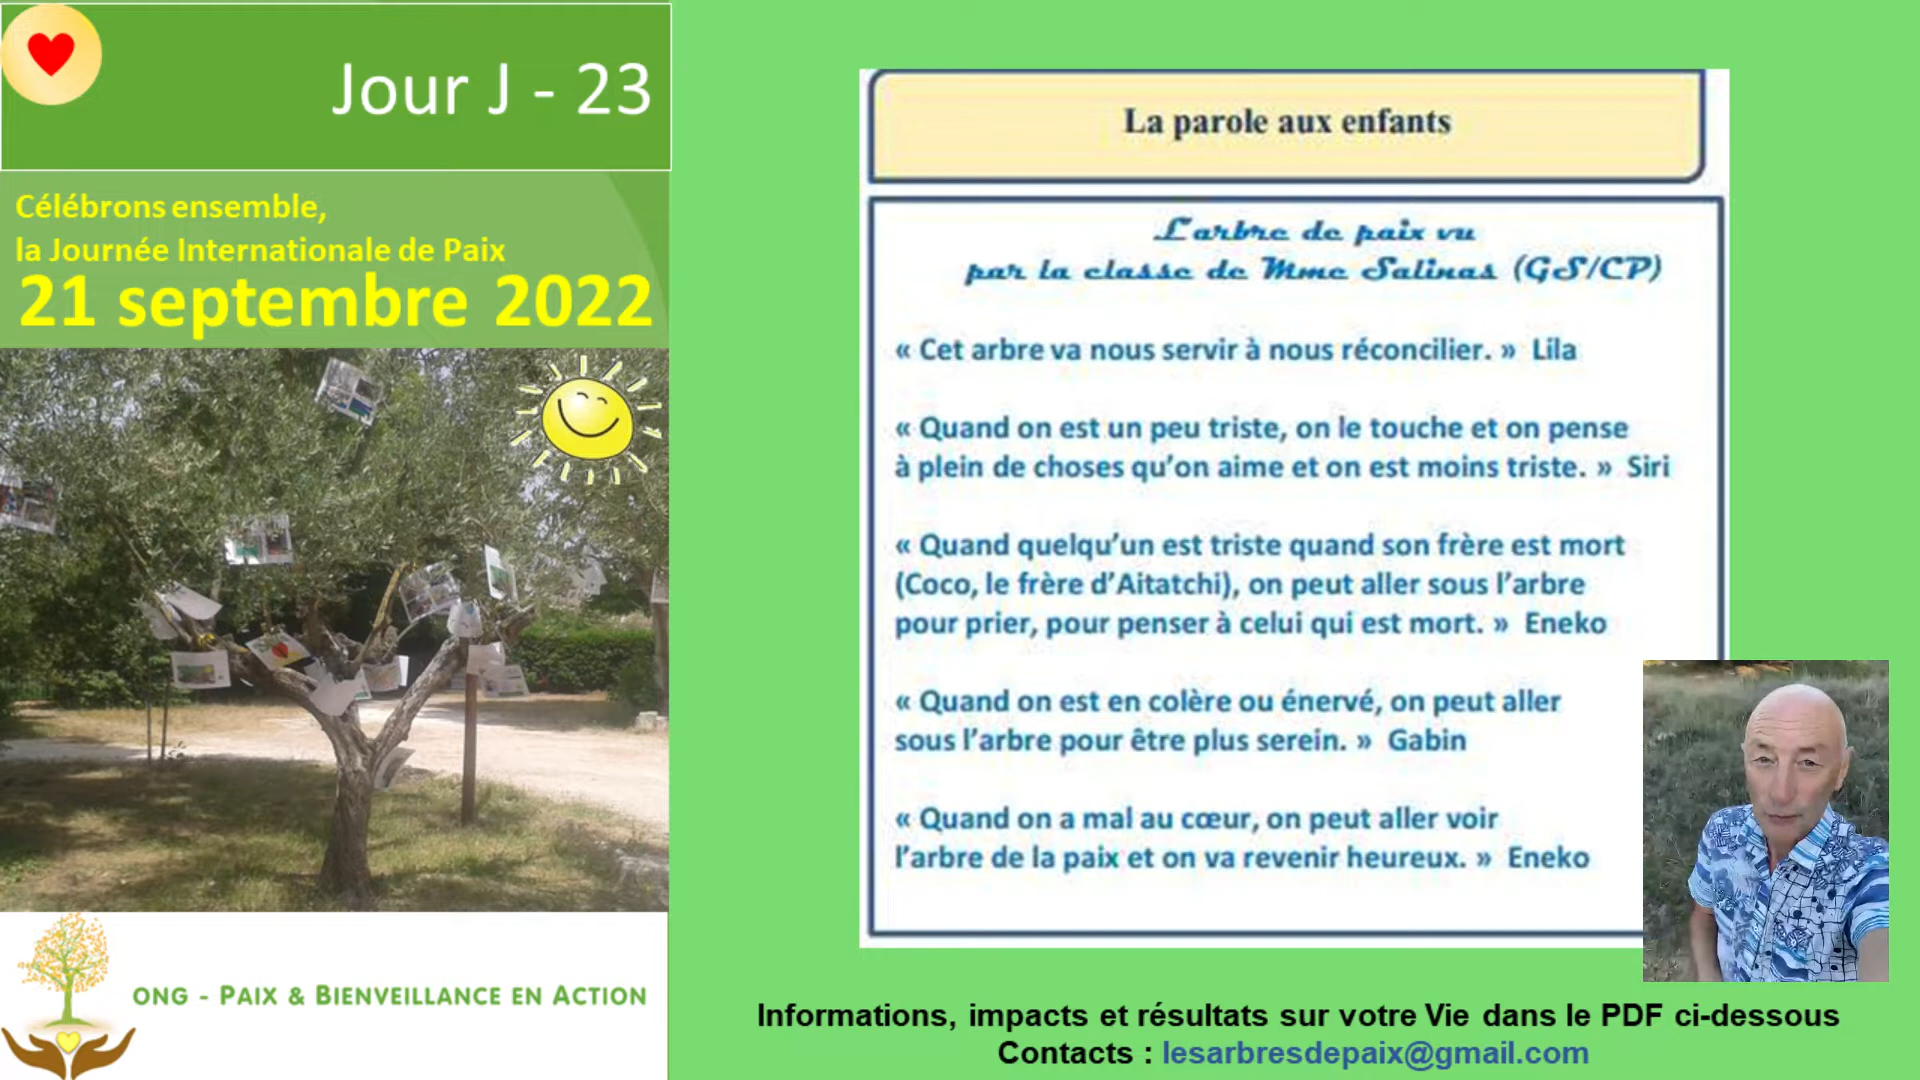 Jour J - 23
Célébrons ensemble,
la Journée Internationale de Paix
21 septembre 2022
ONG - PAIX & BIENVEILLANCE EN ACTION
La parole aux enfants
L'arbre de paix vu
par la classe de Mme Salinas (GS/CP)
« Cet arbre va nous servir à nous réconcilier. » Lila
« Quand on est un peu triste, on le touche et on pense
à plein de choses qu’on aime et on est moins triste. » Siri
« Quand quelqu’un est triste quand son frère est mort
(Coco, le frère d’Aitatchi), on peut aller sous l’arbre
pour prier, pour penser à celui qui est mort. » Eneko
« Quand on est en colère ou énervé, on peut aller
sous l’arbre pour être plus serein. » Gabin
« Quand on a mal au cœur, on peut aller voir
l’arbre de la paix et on va revenir heureux. » Eneko
Informations, impacts et résultats sur votre Vie dans le PDF ci-dessous
Contacts : lesarbresdepaix@gmail.com